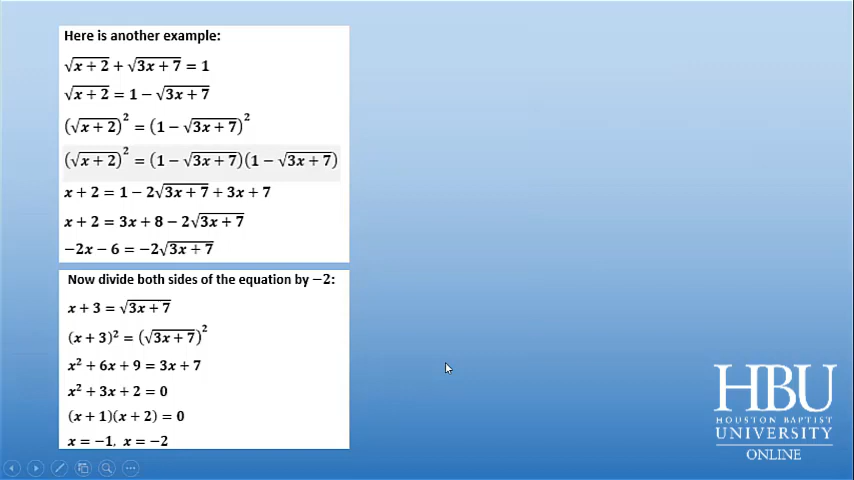 Here is another example:
√(x + 2) + √(3x + 7) = 1
√(x + 2) = 1 − √(3x + 7)
(√(x + 2))² = (1 − √(3x + 7))²
(√(x + 2))² = (1 − √(3x + 7))(1 − √(3x + 7))
x + 2 = 1 − 2√(3x + 7) + 3x + 7
x + 2 = 3x + 8 − 2√(3x + 7)
−2x − 6 = −2√(3x + 7)
Now divide both sides of the equation by −2:
x + 3 = √(3x + 7)
(x + 3)² = (√(3x + 7))²
x² + 6x + 9 = 3x + 7
x² + 3x + 2 = 0
(x + 1)(x + 2) = 0
x = −1, x = −2
HBU
HOUSTON BAPTIST
UNIVERSITY
ONLINE